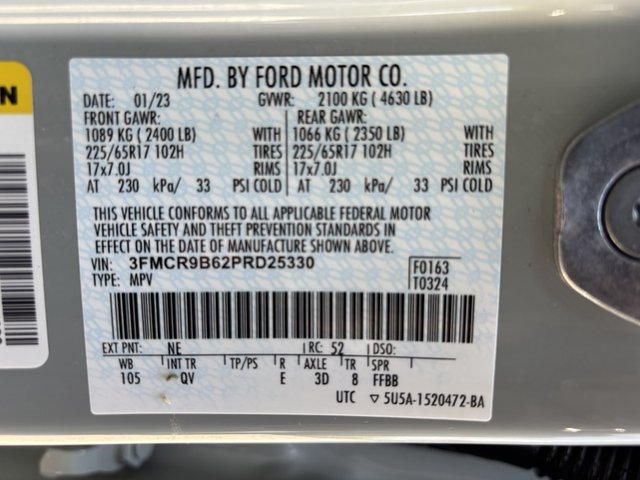 MFD. BY FORD MOTOR CO.
DATE: 01/23 GVWR: 2100 KG ( 4630 LB)
FRONT GAWR: REAR GAWR:
1089 KG ( 2400 LB) WITH 1066 KG ( 2350 LB) WITH
225/65R17 102H TIRES 225/65R17 102H TIRES
17x7.0J RIMS 17x7.0J RIMS
AT 230 kPa/ 33 PSI COLD AT 230 kPa/ 33 PSI COLD
THIS VEHICLE CONFORMS TO ALL APPLICABLE FEDERAL MOTOR
VEHICLE SAFETY AND THEFT PREVENTION STANDARDS IN
EFFECT ON THE DATE OF MANUFACTURE SHOWN ABOVE.
VIN: 3FMCR9B62PRD25330 F0163
TYPE: MPV T0324
EXT PNT: NE RC: 52 DSO:
WB INT TR TP/PS R AXLE TR SPR
105 QV E 3D 8 FFBB
UTC ▽ 5U5A-1520472-BA